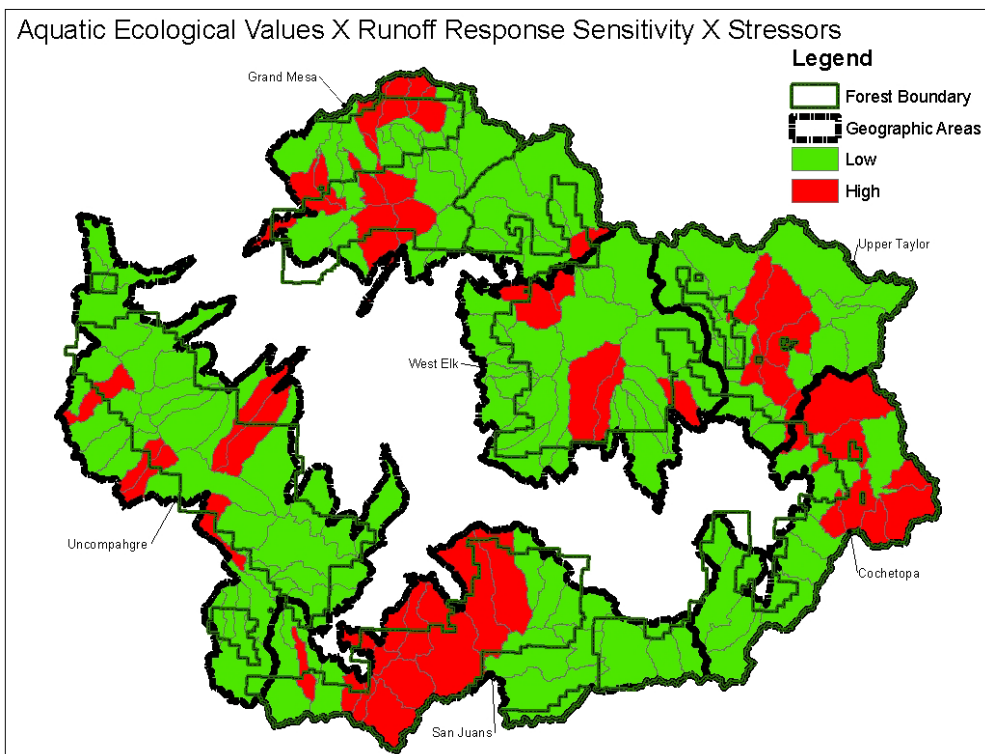 Aquatic Ecological Values X Runoff Response Sensitivity X Stressors
Legend
Forest Boundary
Geographic Areas
Low
High
Grand Mesa
Upper Taylor
West Elk
Uncompahgre
Cochetopa
San Juans